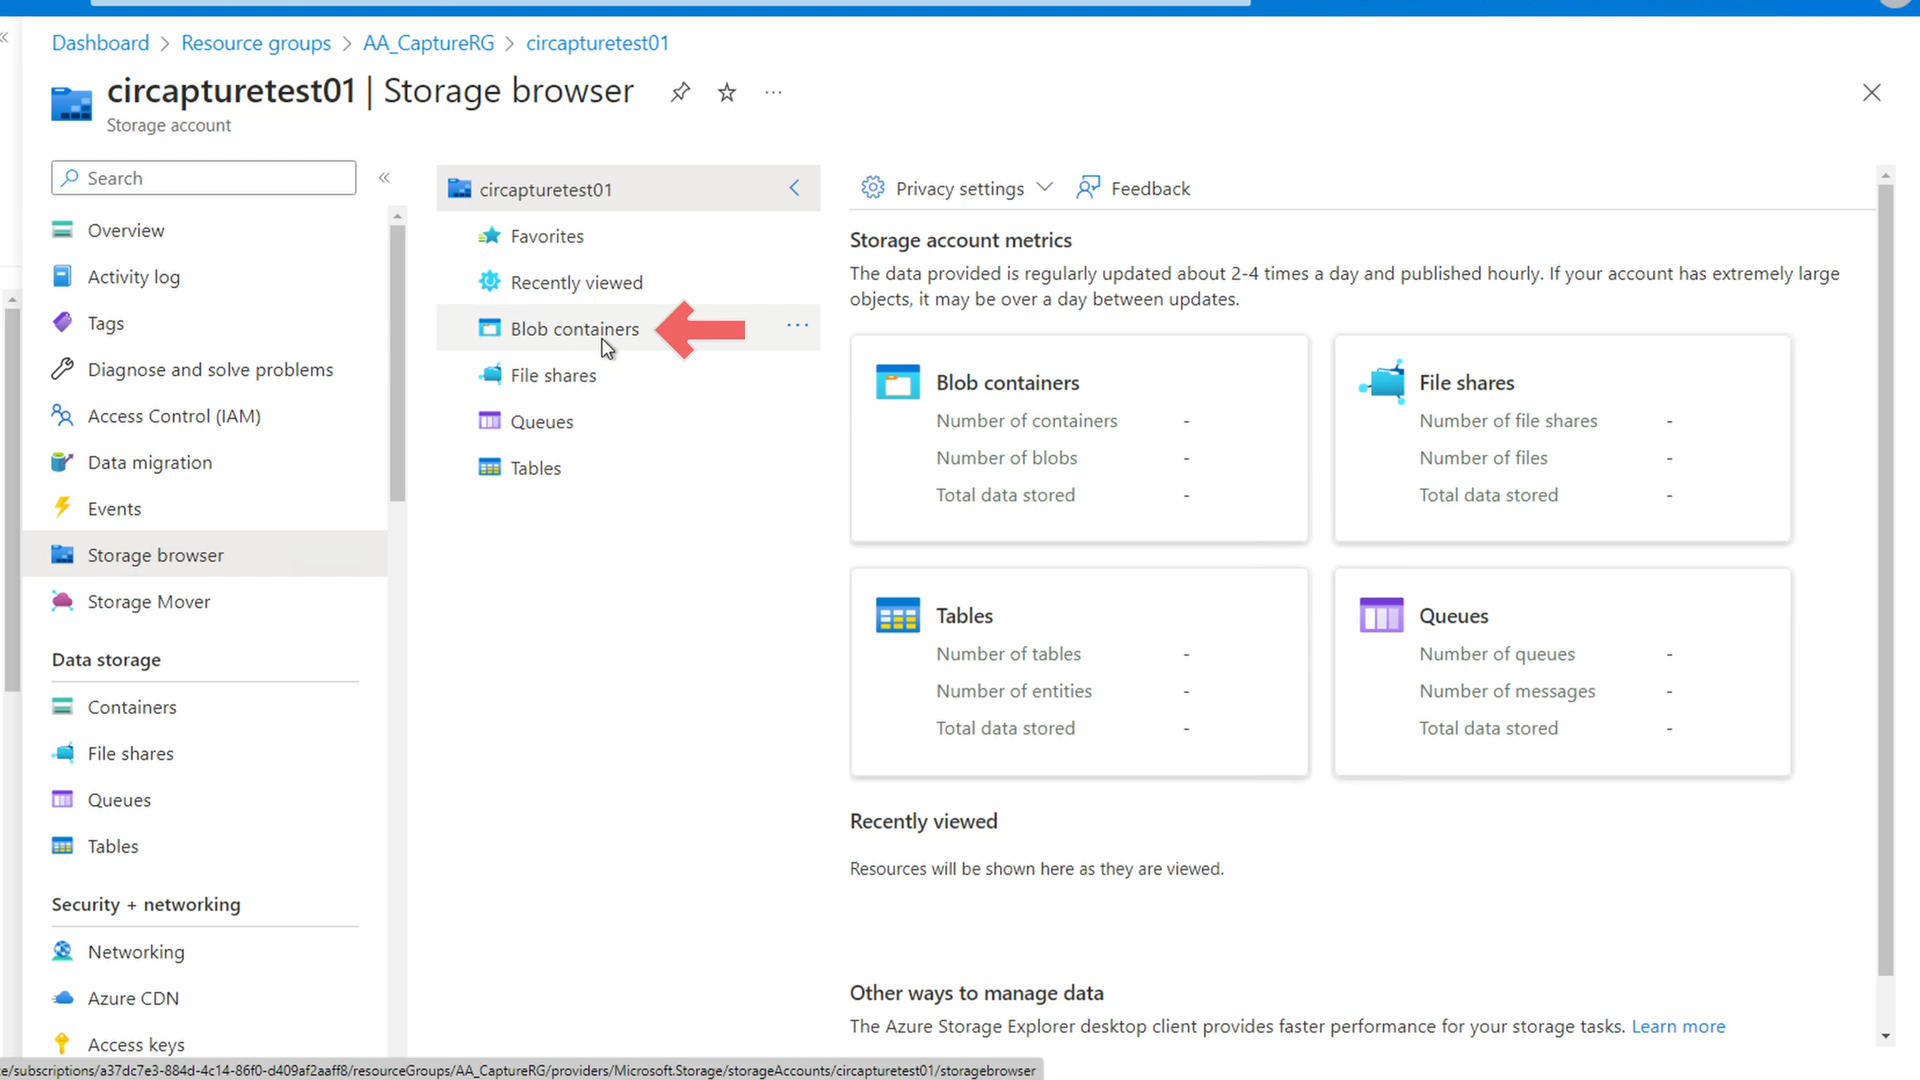 Dashboard > Resource groups > AA_CaptureRG > circapturetest01
circapturetest01 | Storage browser
Storage account
Search
Overview
Activity log
Tags
Diagnose and solve problems
Access Control (IAM)
Data migration
Events
Storage browser
Storage Mover
Data storage
Containers
File shares
Queues
Tables
Security + networking
Networking
Azure CDN
Access keys
circapturetest01
Favorites
Recently viewed
Blob containers
File shares
Queues
Tables
Privacy settings
Feedback
Storage account metrics
The data provided is regularly updated about 2-4 times a day and published hourly. If your account has extremely large
objects, it may be over a day between updates.
Blob containers
Number of containers -
Number of blobs -
Total data stored -
File shares
Number of file shares -
Number of files -
Total data stored -
Tables
Number of tables -
Number of entities -
Total data stored -
Queues
Number of queues -
Number of messages -
Total data stored -
Recently viewed
Resources will be shown here as they are viewed.
Other ways to manage data
The Azure Storage Explorer desktop client provides faster performance for your storage tasks. Learn more
e/subscriptions/a37dc7e3-884d-4c14-86f0-d409af2aaff8/resourceGroups/AA_CaptureRG/providers/Microsoft.Storage/storageAccounts/circapturetest01/storagebrowser